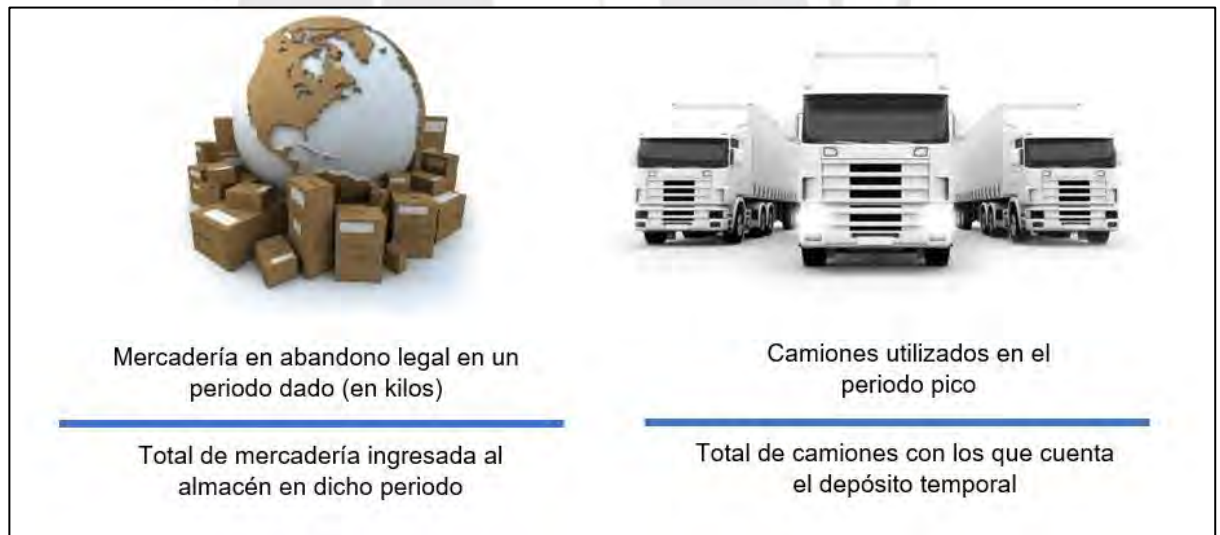 Mercadería en abandono legal en un
periodo dado (en kilos)
Total de mercadería ingresada al
almacén en dicho periodo
Camiones utilizados en el
periodo pico
Total de camiones con los que cuenta
el depósito temporal